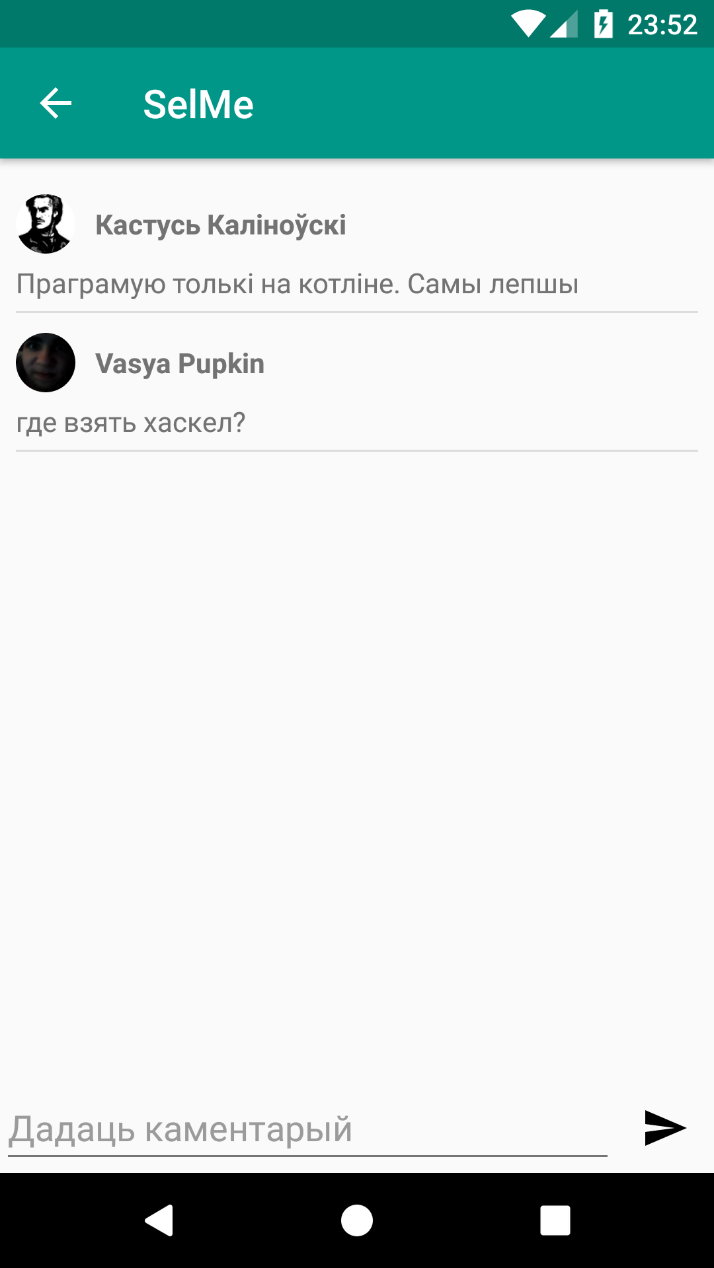 23:52
SelMe
Кастусь Каліноўскі
Праграмую толькі на котліне. Самы лепшы
Vasya Pupkin
где взять хаскел?
Дадаць каментарый